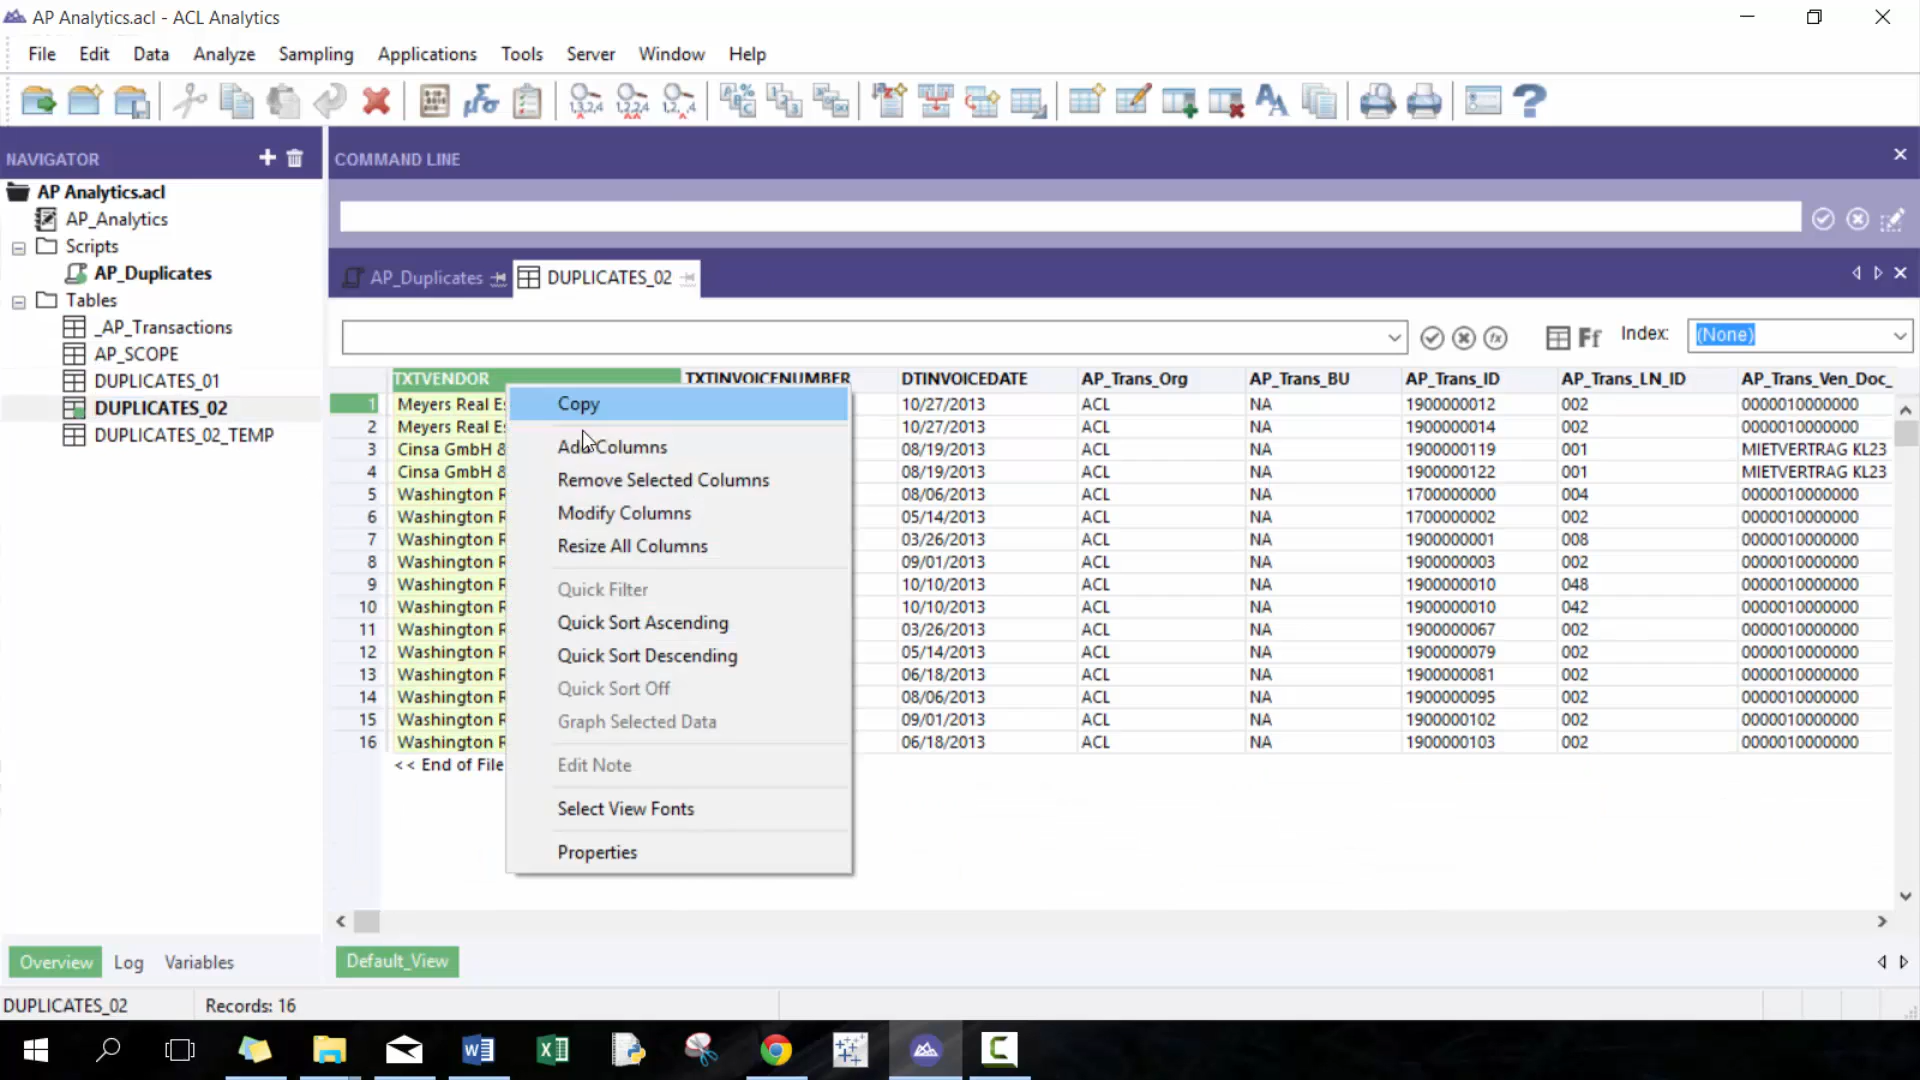 AP Analytics.acl - ACL Analytics
File Edit Data Analyze Sampling Applications Tools Server Window Help
NAVIGATOR
COMMAND LINE
AP Analytics.acl
AP_Analytics
Scripts
AP_Duplicates
Tables
_AP_Transactions
AP_SCOPE
DUPLICATES_01
DUPLICATES_02
DUPLICATES_02_TEMP
AP_Duplicates DUPLICATES_02
Ff Index: (None)
TXTVENDOR TXTINVOICENUMBER DTINVOICEDATE AP_Trans_Org AP_Trans_BU AP_Trans_ID AP_Trans_LN_ID AP_Trans_Ven_Doc_
1 Meyers Real Es 10/27/2013 ACL NA 1900000012 002 0000010000000
2 Meyers Real Es 10/27/2013 ACL NA 1900000014 002 0000010000000
3 Cinsa GmbH & 08/19/2013 ACL NA 1900000119 001 MIETVERTRAG KL23
4 Cinsa GmbH & 08/19/2013 ACL NA 1900000122 001 MIETVERTRAG KL23
5 Washington R 08/06/2013 ACL NA 1700000000 004 0000010000000
6 Washington R 05/14/2013 ACL NA 1700000002 002 0000010000000
7 Washington R 03/26/2013 ACL NA 1900000001 008 0000010000000
8 Washington R 09/01/2013 ACL NA 1900000003 002 0000010000000
9 Washington R 10/10/2013 ACL NA 1900000010 048 0000010000000
10 Washington R 10/10/2013 ACL NA 1900000010 042 0000010000000
11 Washington R 03/26/2013 ACL NA 1900000067 002 0000010000000
12 Washington R 05/14/2013 ACL NA 1900000079 002 0000010000000
13 Washington R 06/18/2013 ACL NA 1900000081 002 0000010000000
14 Washington R 08/06/2013 ACL NA 1900000095 002 0000010000000
15 Washington R 09/01/2013 ACL NA 1900000102 002 0000010000000
16 Washington R 06/18/2013 ACL NA 1900000103 002 0000010000000
<< End of File
Copy
Add Columns
Remove Selected Columns
Modify Columns
Resize All Columns
Quick Filter
Quick Sort Ascending
Quick Sort Descending
Quick Sort Off
Graph Selected Data
Edit Note
Select View Fonts
Properties
Overview Log Variables
Default_View
DUPLICATES_02 Records: 16